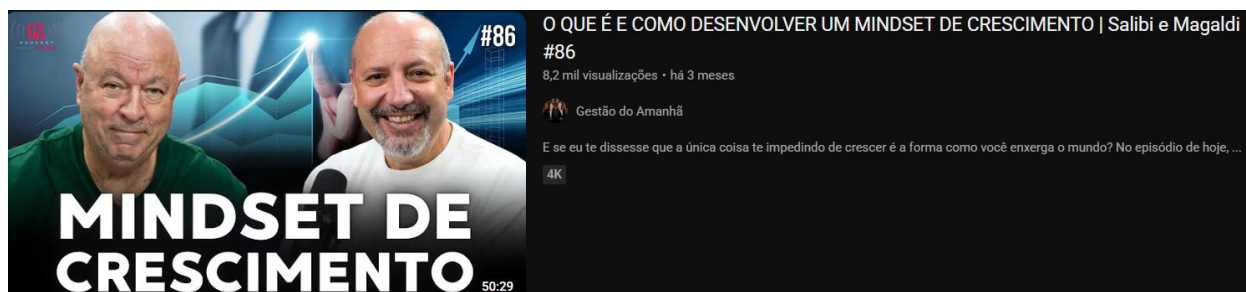 #86
MINDSET DE
CRESCIMENTO
50:29
O QUE É E COMO DESENVOLVER UM MINDSET DE CRESCIMENTO | Salibi e Magaldi
#86
8,2 mil visualizações • há 3 meses
Gestão do Amanhã
E se eu te dissesse que a única coisa te impedindo de crescer é a forma como você enxerga o mundo? No episódio de hoje, ...
4K